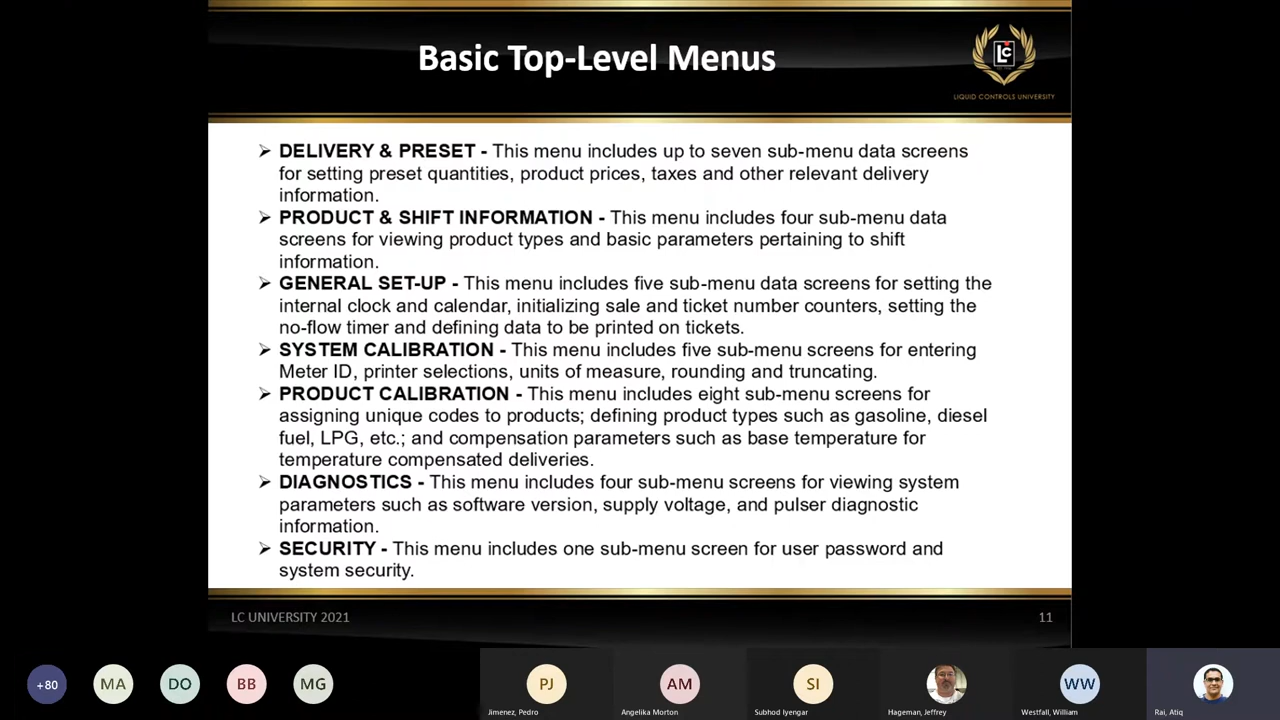 Basic Top-Level Menus
LC
LIQUID CONTROLS UNIVERSITY
➢ DELIVERY & PRESET - This menu includes up to seven sub-menu data screens
for setting preset quantities, product prices, taxes and other relevant delivery
information.
➢ PRODUCT & SHIFT INFORMATION - This menu includes four sub-menu data
screens for viewing product types and basic parameters pertaining to shift
information.
➢ GENERAL SET-UP - This menu includes five sub-menu data screens for setting the
internal clock and calendar, initializing sale and ticket number counters, setting the
no-flow timer and defining data to be printed on tickets.
➢ SYSTEM CALIBRATION - This menu includes five sub-menu screens for entering
Meter ID, printer selections, units of measure, rounding and truncating.
➢ PRODUCT CALIBRATION - This menu includes eight sub-menu screens for
assigning unique codes to products; defining product types such as gasoline, diesel
fuel, LPG, etc.; and compensation parameters such as base temperature for
temperature compensated deliveries.
➢ DIAGNOSTICS - This menu includes four sub-menu screens for viewing system
parameters such as software version, supply voltage, and pulser diagnostic
information.
➢ SECURITY - This menu includes one sub-menu screen for user password and
system security.
LC UNIVERSITY 2021
11
+80 MA DO BB MG PJ AM SI WW
Jimenez, Pedro
Angelika Morton
Subhod Iyengar
Hageman, Jeffrey
Westfall, William
Rai, Atiq